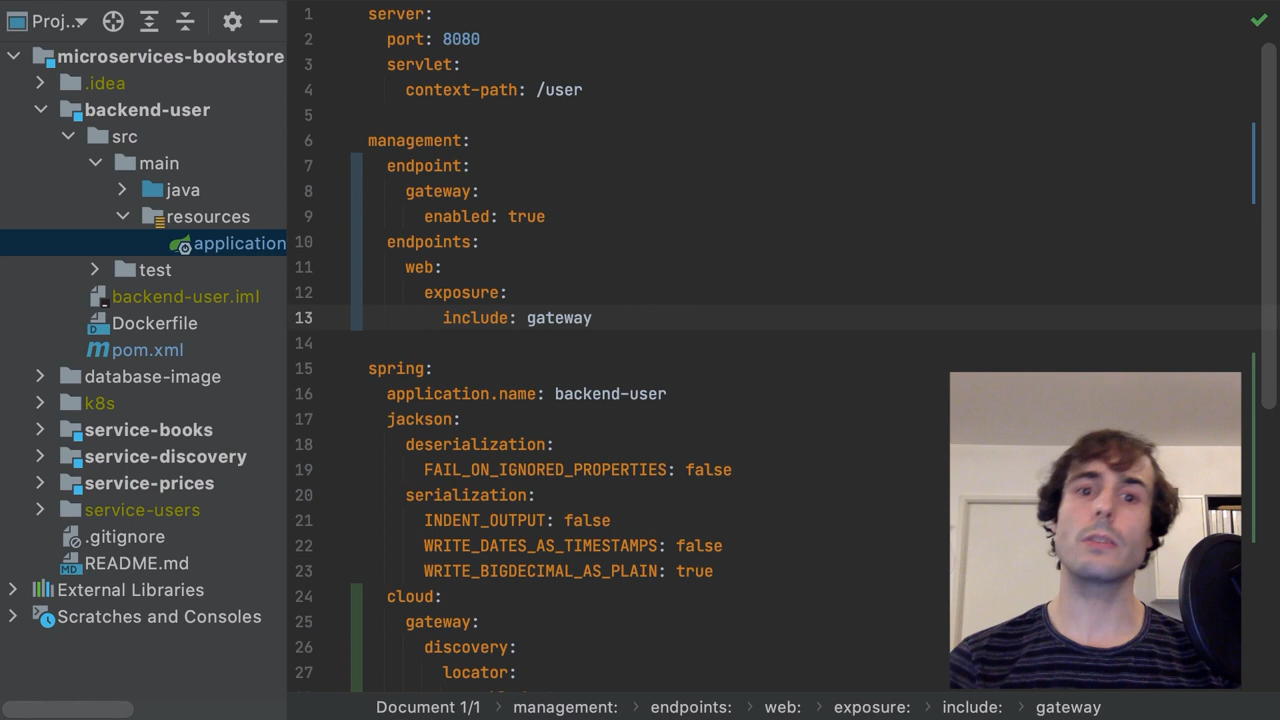 Proj...
microservices-bookstore
.idea
backend-user
src
main
java
resources
application
test
backend-user.iml
Dockerfile
pom.xml
database-image
k8s
service-books
service-discovery
service-prices
service-users
.gitignore
README.md
External Libraries
Scratches and Consoles
1 server:
2 port: 8080
3 servlet:
4 context-path: /user
5
6 management:
7 endpoint:
8 gateway:
9 enabled: true
10 endpoints:
11 web:
12 exposure:
13 include: gateway
14
15 spring:
16 application.name: backend-user
17 jackson:
18 deserialization:
19 FAIL_ON_IGNORED_PROPERTIES: false
20 serialization:
21 INDENT_OUTPUT: false
22 WRITE_DATES_AS_TIMESTAMPS: false
23 WRITE_BIGDECIMAL_AS_PLAIN: true
24 cloud:
25 gateway:
26 discovery:
27 locator:
Document 1/1 › management: › endpoints: › web: › exposure: › include: › gateway